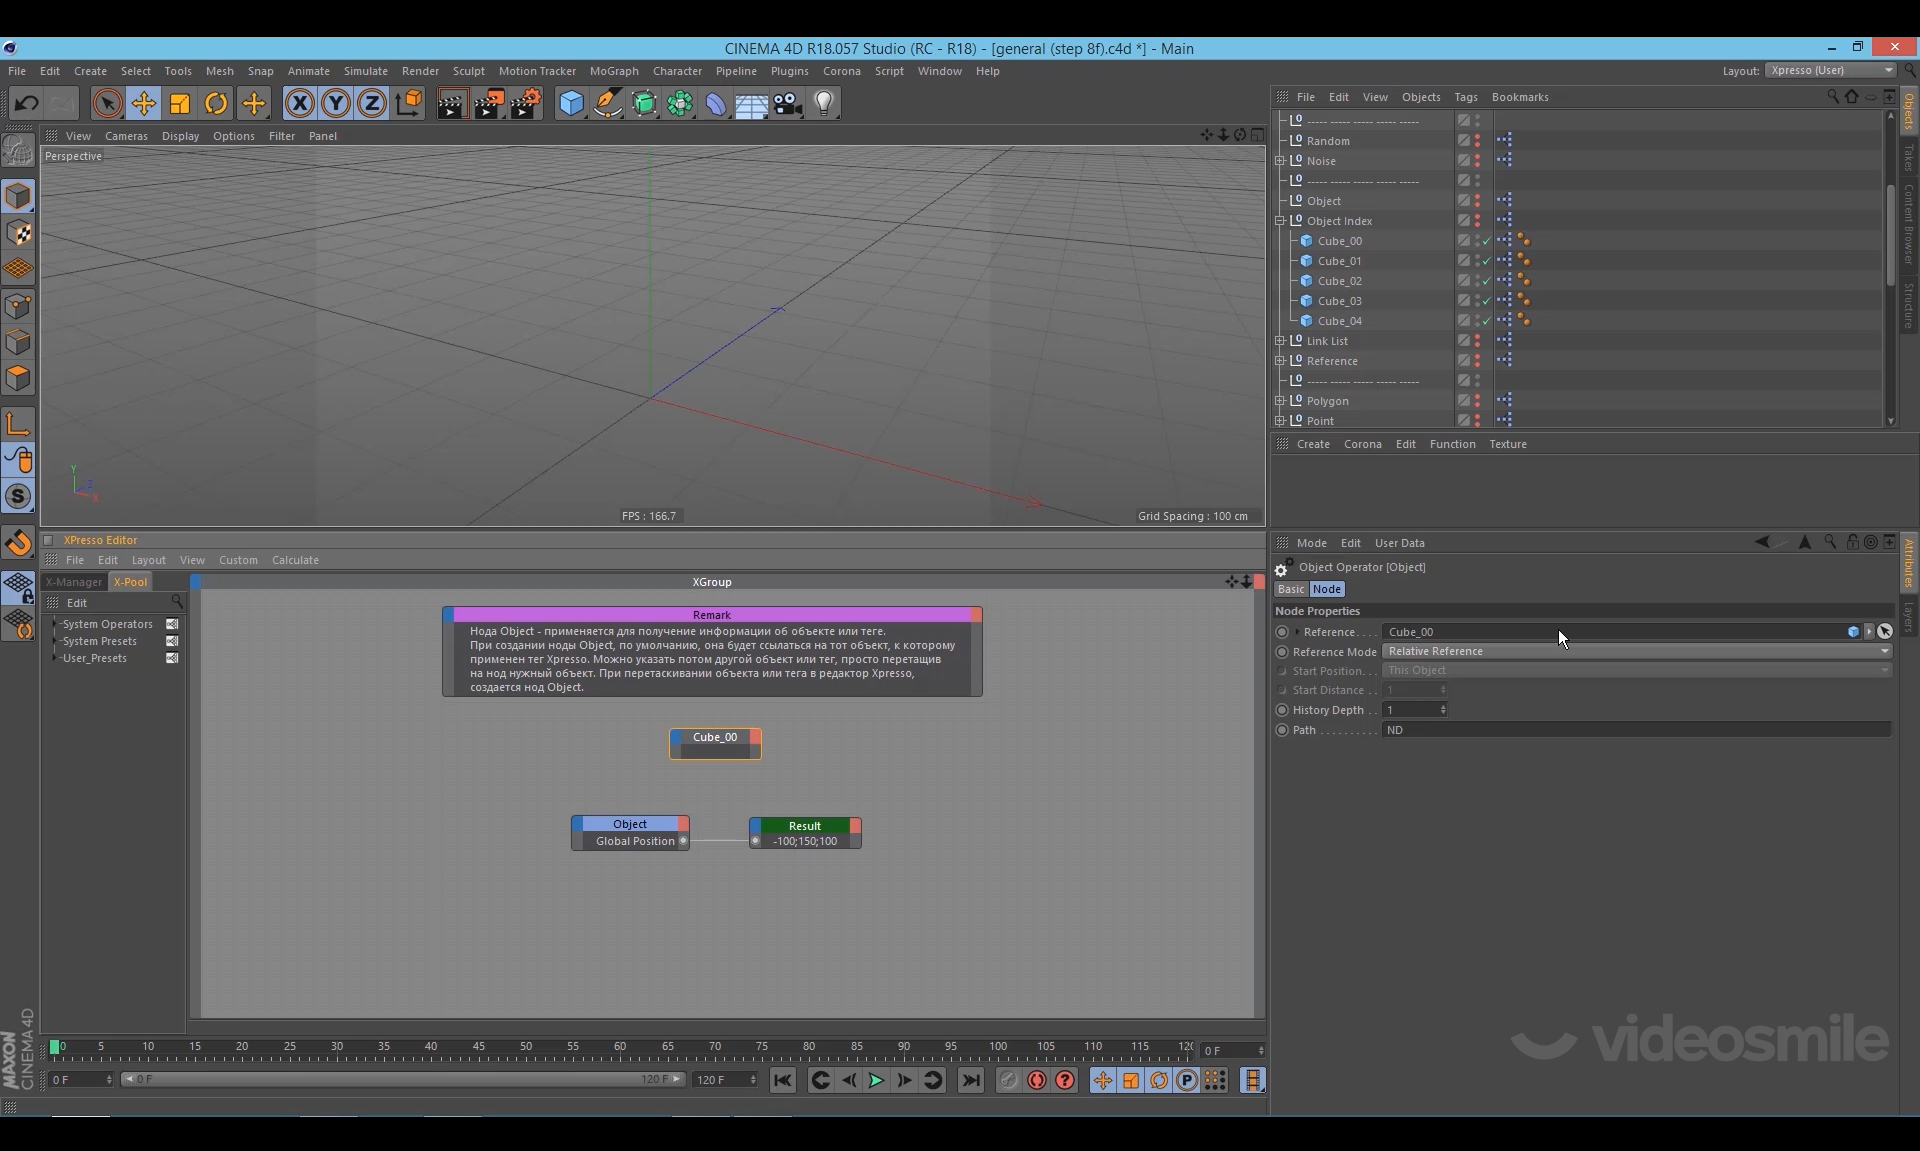 CINEMA 4D R18.057 Studio (RC - R18) - [general (step 8f).c4d *] - Main
File Edit Create Select Tools Mesh Snap Animate Simulate Render Sculpt Motion Tracker MoGraph Character Pipeline Plugins Corona Script Window Help
Layout: Xpresso (User)
View Cameras Display Options Filter Panel
Perspective
Y
Z
X
FPS : 166.7
Grid Spacing : 100 cm
File Edit View Objects Tags Bookmarks
----- ----- ----- ----- -----
Random
Noise
----- ----- ----- ----- -----
Object
Object Index
Cube_00
Cube_01
Cube_02
Cube_03
Cube_04
Link List
Reference
----- ----- ----- ----- -----
Polygon
Point
Objects
Takes
Content Browser
Structure
Create Corona Edit Function Texture
XPresso Editor
File Edit Layout View Custom Calculate
X-Manager X-Pool
Edit
System Operators
System Presets
User_Presets
XGroup
Remark
Нода Object - применяется для получение информации об объекте или теге.
При создании ноды Object, по умолчанию, она будет ссылаться на тот объект, к которому
применен тег Xpresso. Можно указать потом другой объект или тег, просто перетащив
на нод нужный объект. При перетаскивании объекта или тега в редактор Xpresso,
создается нод Object.
Cube_00
Object
Global Position
Result
-100;150;100
Mode Edit User Data
Object Operator [Object]
Basic Node
Node Properties
Reference.... Cube_00
Reference Mode Relative Reference
Start Position... This Object
Start Distance .. 1
History Depth .. 1
Path .......... ND
Attributes
Layers
0 5 10 15 20 25 30 35 40 45 50 55 60 65 70 75 80 85 90 95 100 105 110 115 120
0 F
0 F
0 F
120 F
120 F
MAXON
CINEMA 4D
videosmile